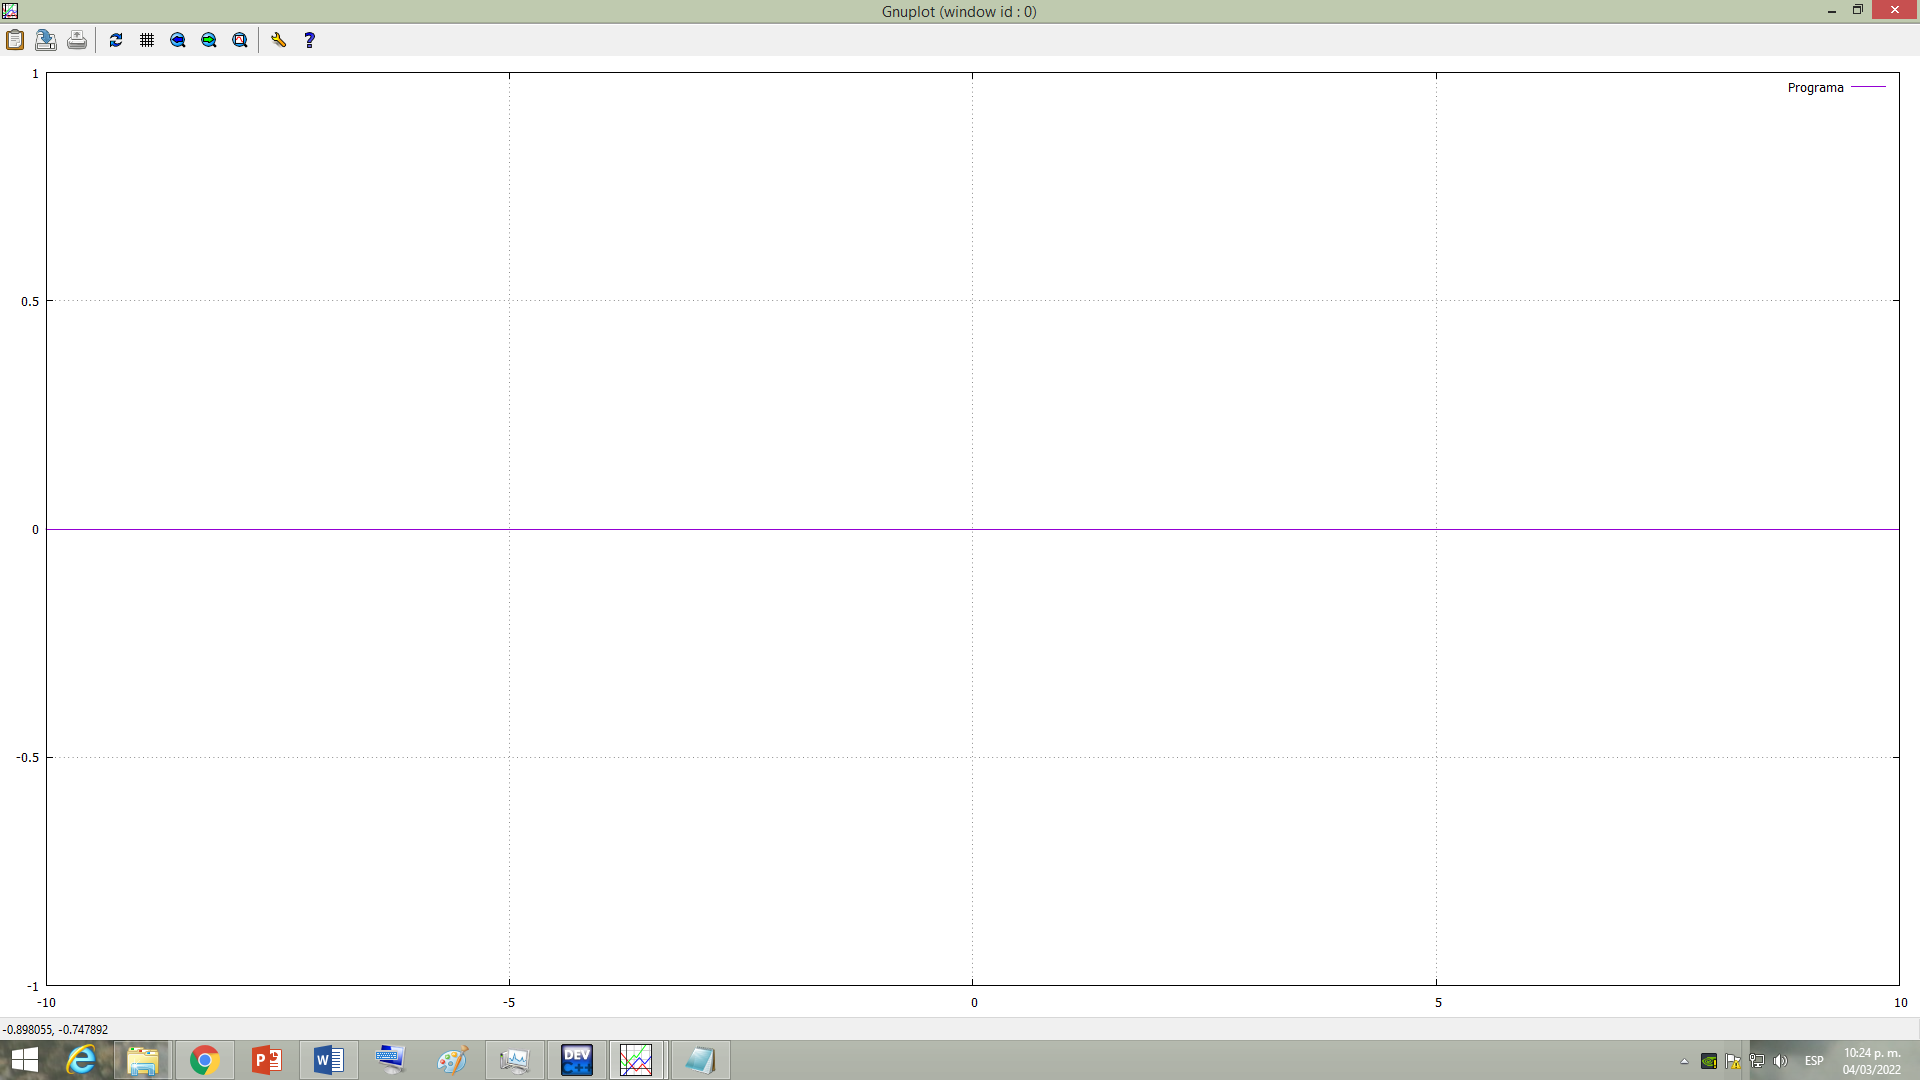 Gnuplot (window id : 0)
1
Programa
0.5
0
-0.5
-1
-10 -5 0 5 10
-0.898055, -0.747892
DEV C++
ESP
10:24 p. m.
04/03/2022